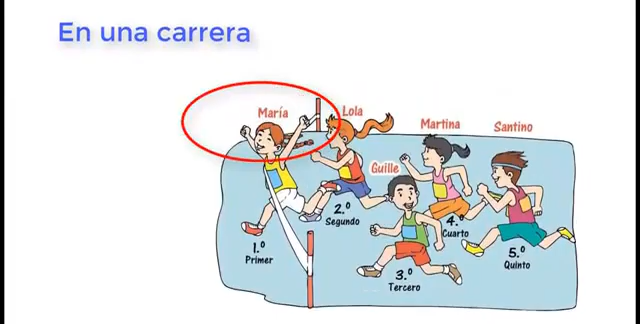 En una carrera
María
Lola
Martina
Santino
Guille
1.º
Primer
2.º
Segundo
3.º
Tercero
4.º
Cuarto
5.º
Quinto